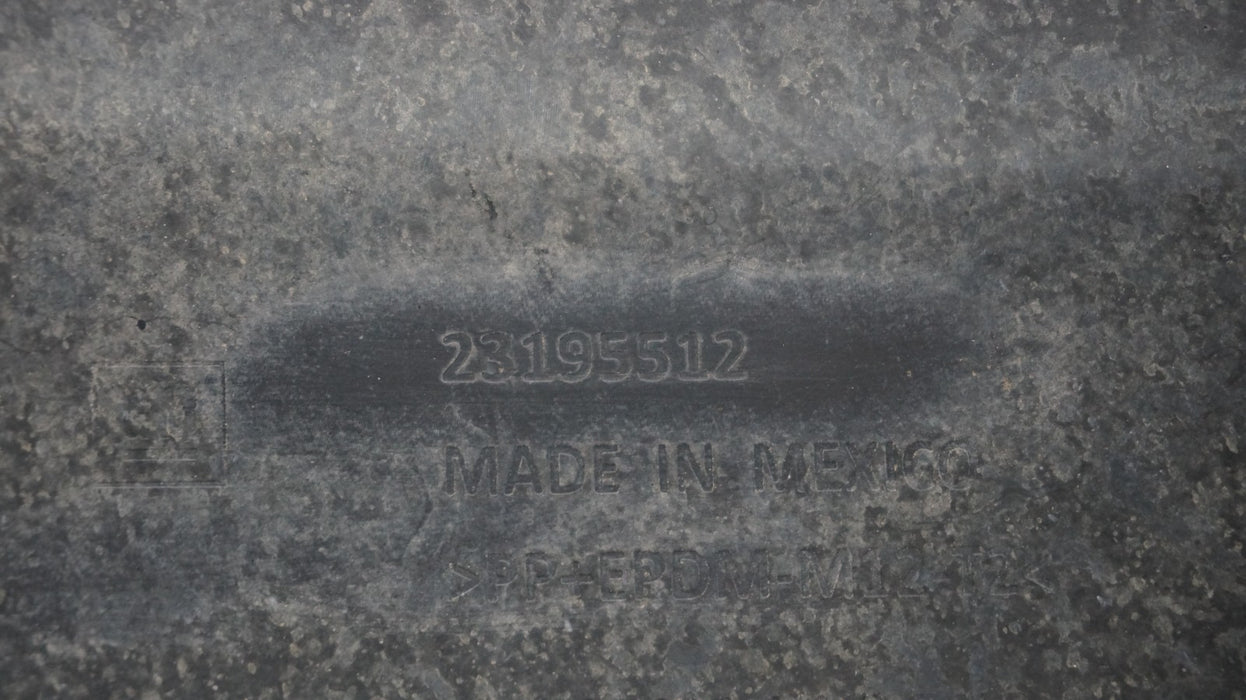 23195512
MADE IN MEXICO
>PP+EPDM-M12-T2<